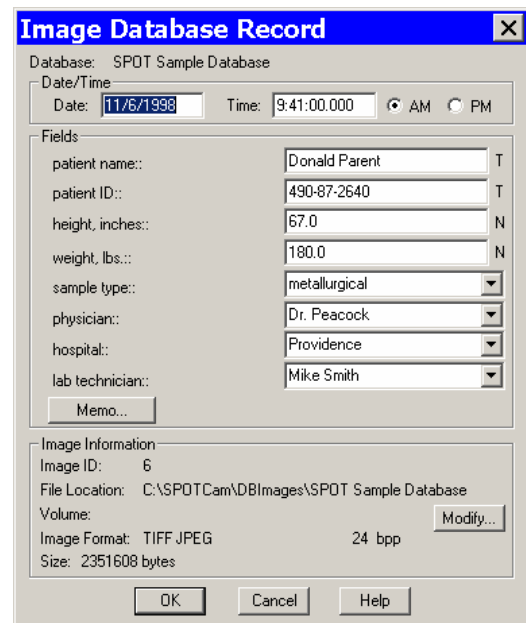 Image Database Record
Database: SPOT Sample Database
Date/Time
Date: 11/6/1998 Time: 9:41:00.000 AM PM
Fields
patient name:: Donald Parent T
patient ID:: 490-87-2640 T
height, inches:: 67.0 N
weight, lbs.:: 180.0 N
sample type:: metallurgical
physician:: Dr. Peacock
hospital:: Providence
lab technician:: Mike Smith
Memo...
Image Information
Image ID: 6
File Location: C:\SPOTCam\DBImages\SPOT Sample Database
Volume:
Modify...
Image Format: TIFF JPEG 24 bpp
Size: 2351608 bytes
OK Cancel Help